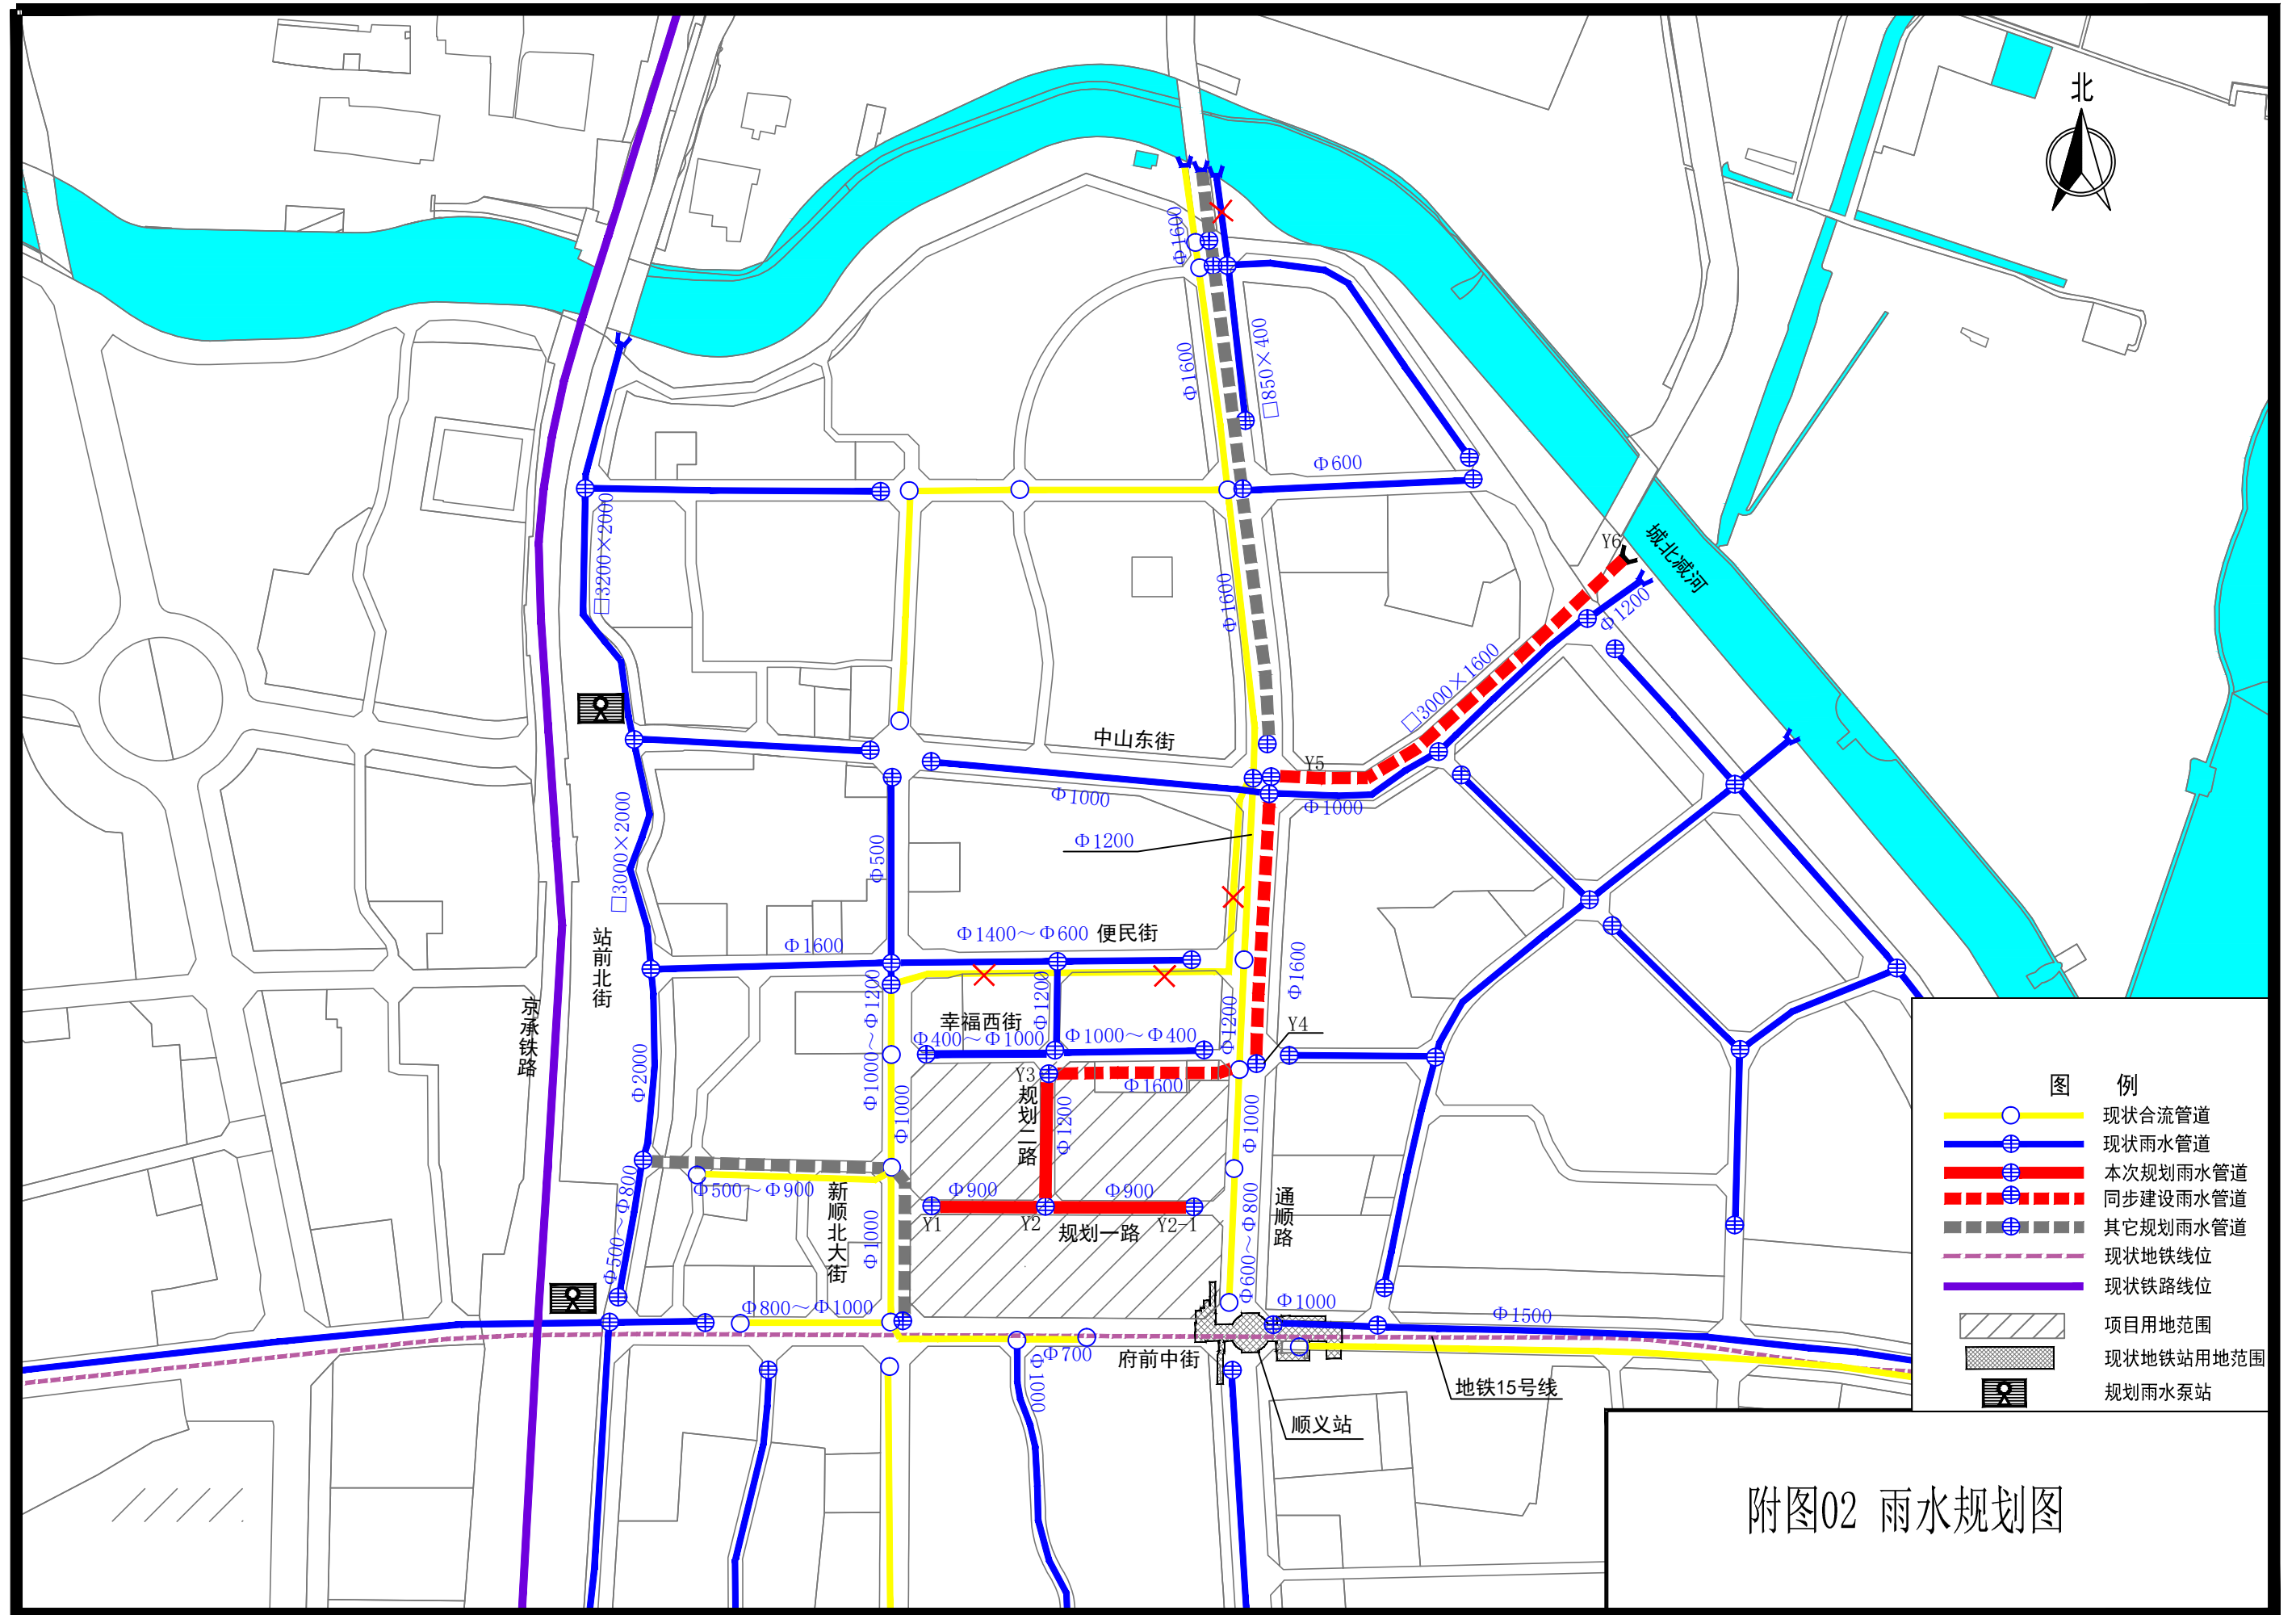 北
Φ1600
Φ1600
□850×400
Φ600
□3200×2000
Φ1600
Y6
城北减河
Φ1200
□3000×1600
中山东街
Y5
Φ1000
Φ1000
Φ1200
□3000×2000
Φ500
站前北街
Φ1600
Φ1400～Φ600 便民街
京承铁路
Φ1000～Φ1200
Φ1200
Φ1200
Φ1600
幸福西街
Φ400～Φ1000
Φ1000～Φ400
Y4
Φ2000
Y3
Φ1600
规划二路
Φ1200
Φ1000
Φ1000
Φ500～Φ800
Φ500～Φ900
新顺北大街
Φ900
Φ900
Y1
Y2
Y2-1
规划一路
Φ1000
Φ600～Φ800
通顺路
Φ800～Φ1000
Φ1000
Φ1500
Φ700
Φ1000
府前中街
地铁15号线
顺义站
图 例
现状合流管道
现状雨水管道
本次规划雨水管道
同步建设雨水管道
其它规划雨水管道
现状地铁线位
现状铁路线位
项目用地范围
现状地铁站用地范围
规划雨水泵站
附图02 雨水规划图